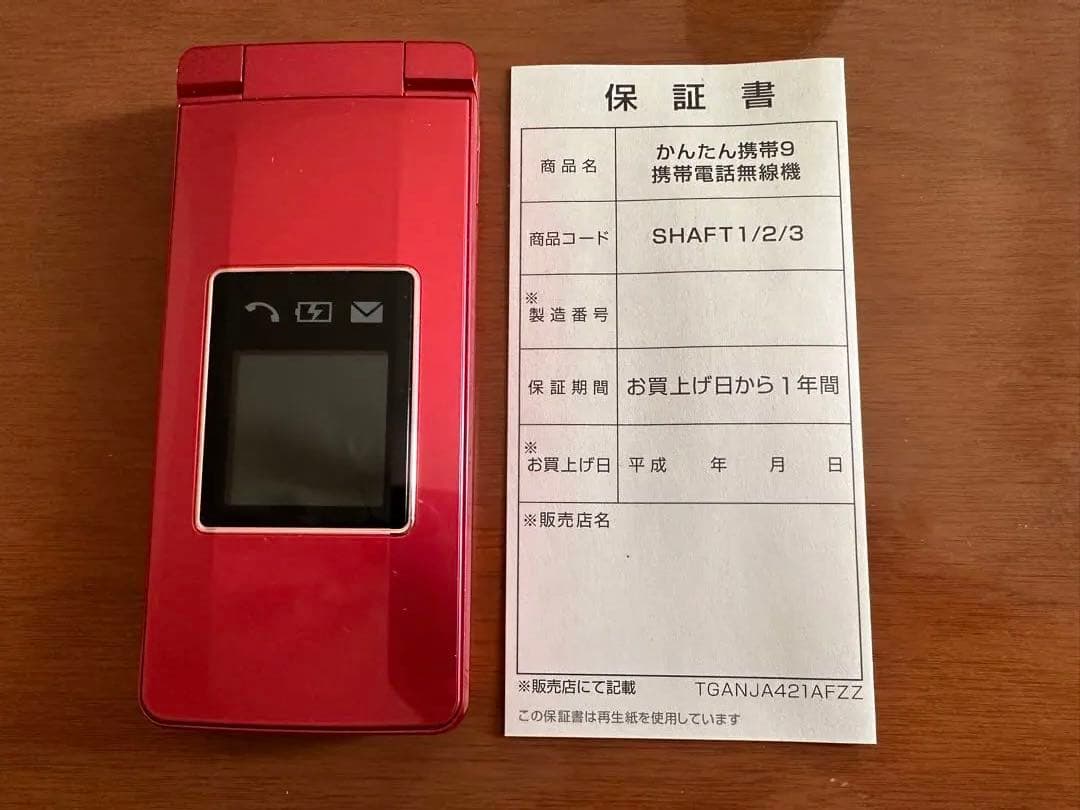 保証書
商品名
かんたん携帯9
携帯電話無線機
商品コード
SHAFT1/2/3
※
製造番号
保証期間
お買上げ日から1年間
※
お買上げ日
平成 年 月 日
※販売店名
※販売店にて記載
TGANJA421AFZZ
この保証書は再生紙を使用しています